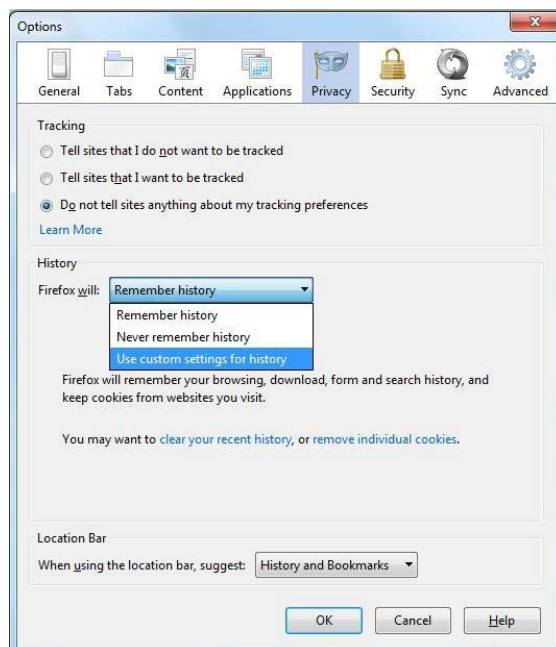 Options
General Tabs Content Applications Privacy Security Sync Advanced
Tracking
Tell sites that I do not want to be tracked
Tell sites that I want to be tracked
Do not tell sites anything about my tracking preferences
Learn More
History
Firefox will: Remember history
Remember history
Never remember history
Use custom settings for history
Firefox will remember your browsing, download, form and search history, and
keep cookies from websites you visit.
You may want to clear your recent history, or remove individual cookies.
Location Bar
When using the location bar, suggest: History and Bookmarks
OK Cancel Help